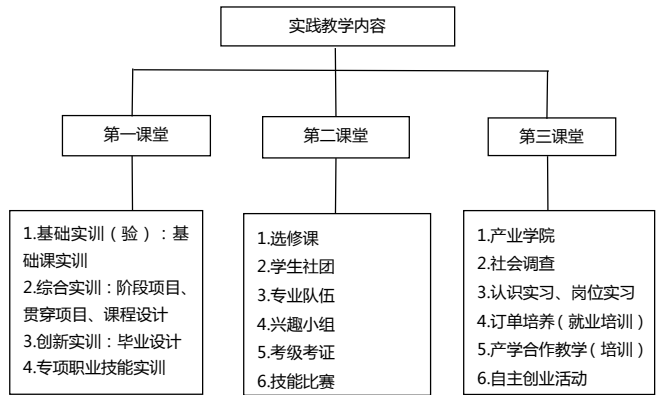 实践教学内容
第一课堂
第二课堂
第三课堂
1.基础实训（验）：基
础课实训
2.综合实训：阶段项目、
贯穿项目、课程设计
3.创新实训：毕业设计
4.专项职业技能实训
1.选修课
2.学生社团
3.专业队伍
4.兴趣小组
5.考级考证
6.技能比赛
1.产业学院
2.社会调查
3.认识实习、岗位实习
4.订单培养（就业培训）
5.产学合作教学（培训）
6.自主创业活动